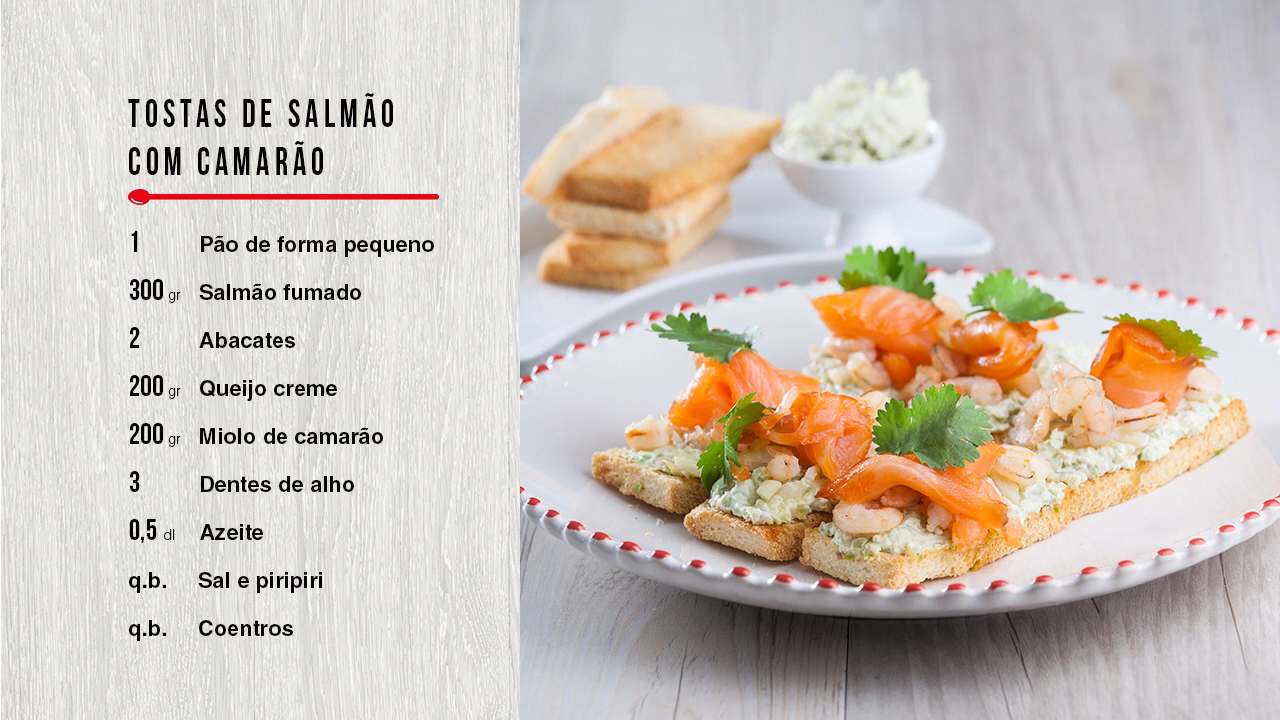 TOSTAS DE SALMÃO
COM CAMARÃO
1 Pão de forma pequeno
300 gr Salmão fumado
2 Abacates
200 gr Queijo creme
200 gr Miolo de camarão
3 Dentes de alho
0,5 dl Azeite
q.b. Sal e piripiri
q.b. Coentros